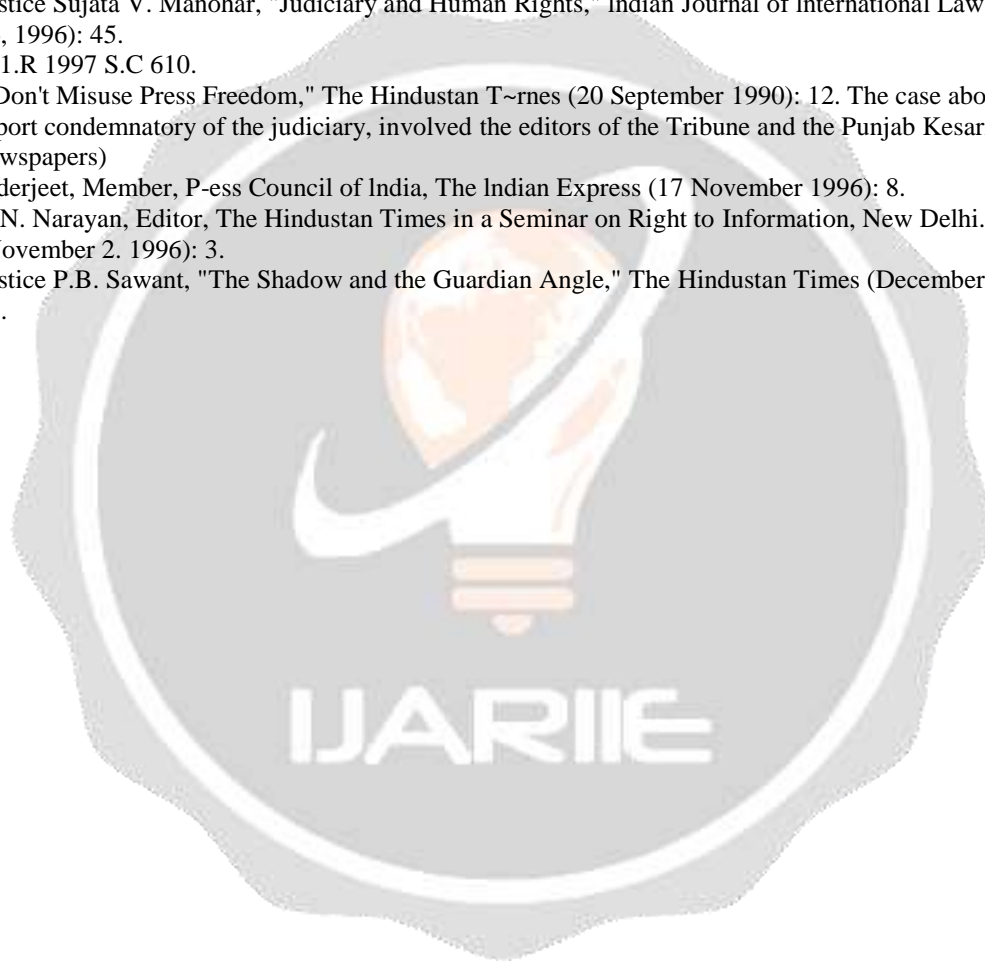 stice Sujata V. Manohar, "Judiciary and Human Rights," Indian Journal of International Law
, 1996): 45.
1.R 1997 S.C 610.
Don't Misuse Press Freedom," The Hindustan T~rnes (20 September 1990): 12. The case abo
port condemnatory of the judiciary, involved the editors of the Tribune and the Punjab Kesari
wspapers)
derjeet, Member, P-ess Council of lndia, The lndian Express (17 November 1996): 8.
N. Narayan, Editor, The Hindustan Times in a Seminar on Right to Information, New Delhi.
November 2. 1996): 3.
stice P.B. Sawant, "The Shadow and the Guardian Angle," The Hindustan Times (December
.
IJARIIE